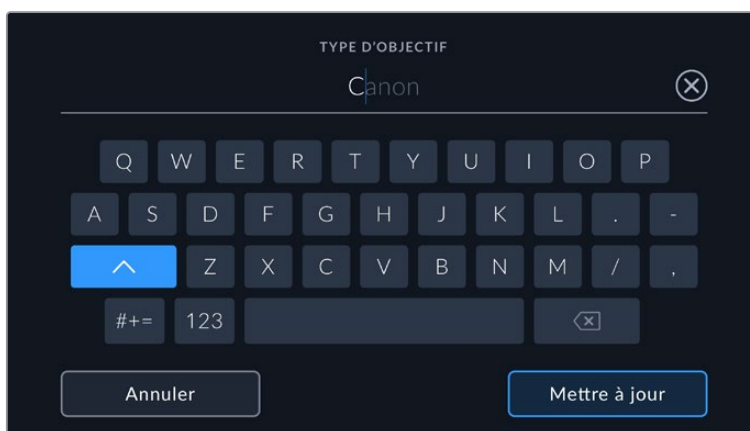 TYPE D'OBJECTIF
Canon
Q W E R T Y U I O P
A S D F G H J K L . -
Z X C V B N M / ,
#+= 123
Annuler Mettre à jour